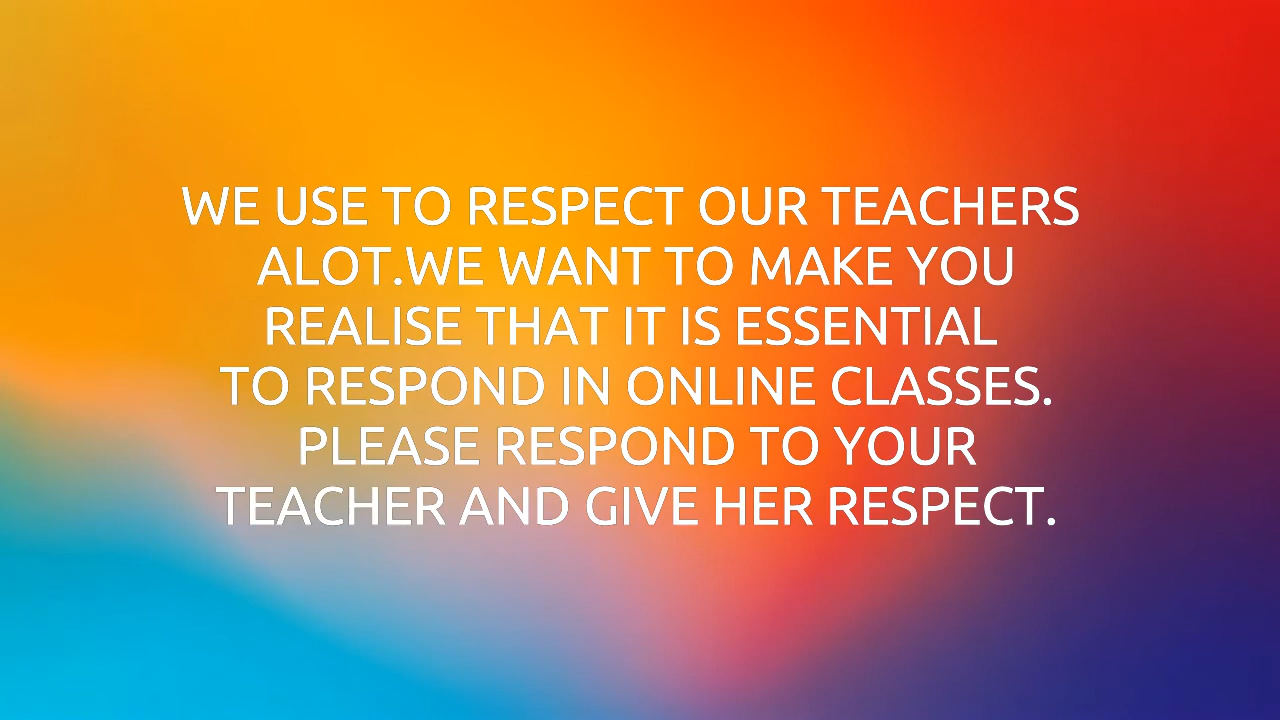 WE USE TO RESPECT OUR TEACHERS
ALOT.WE WANT TO MAKE YOU
REALISE THAT IT IS ESSENTIAL
TO RESPOND IN ONLINE CLASSES.
PLEASE RESPOND TO YOUR
TEACHER AND GIVE HER RESPECT.